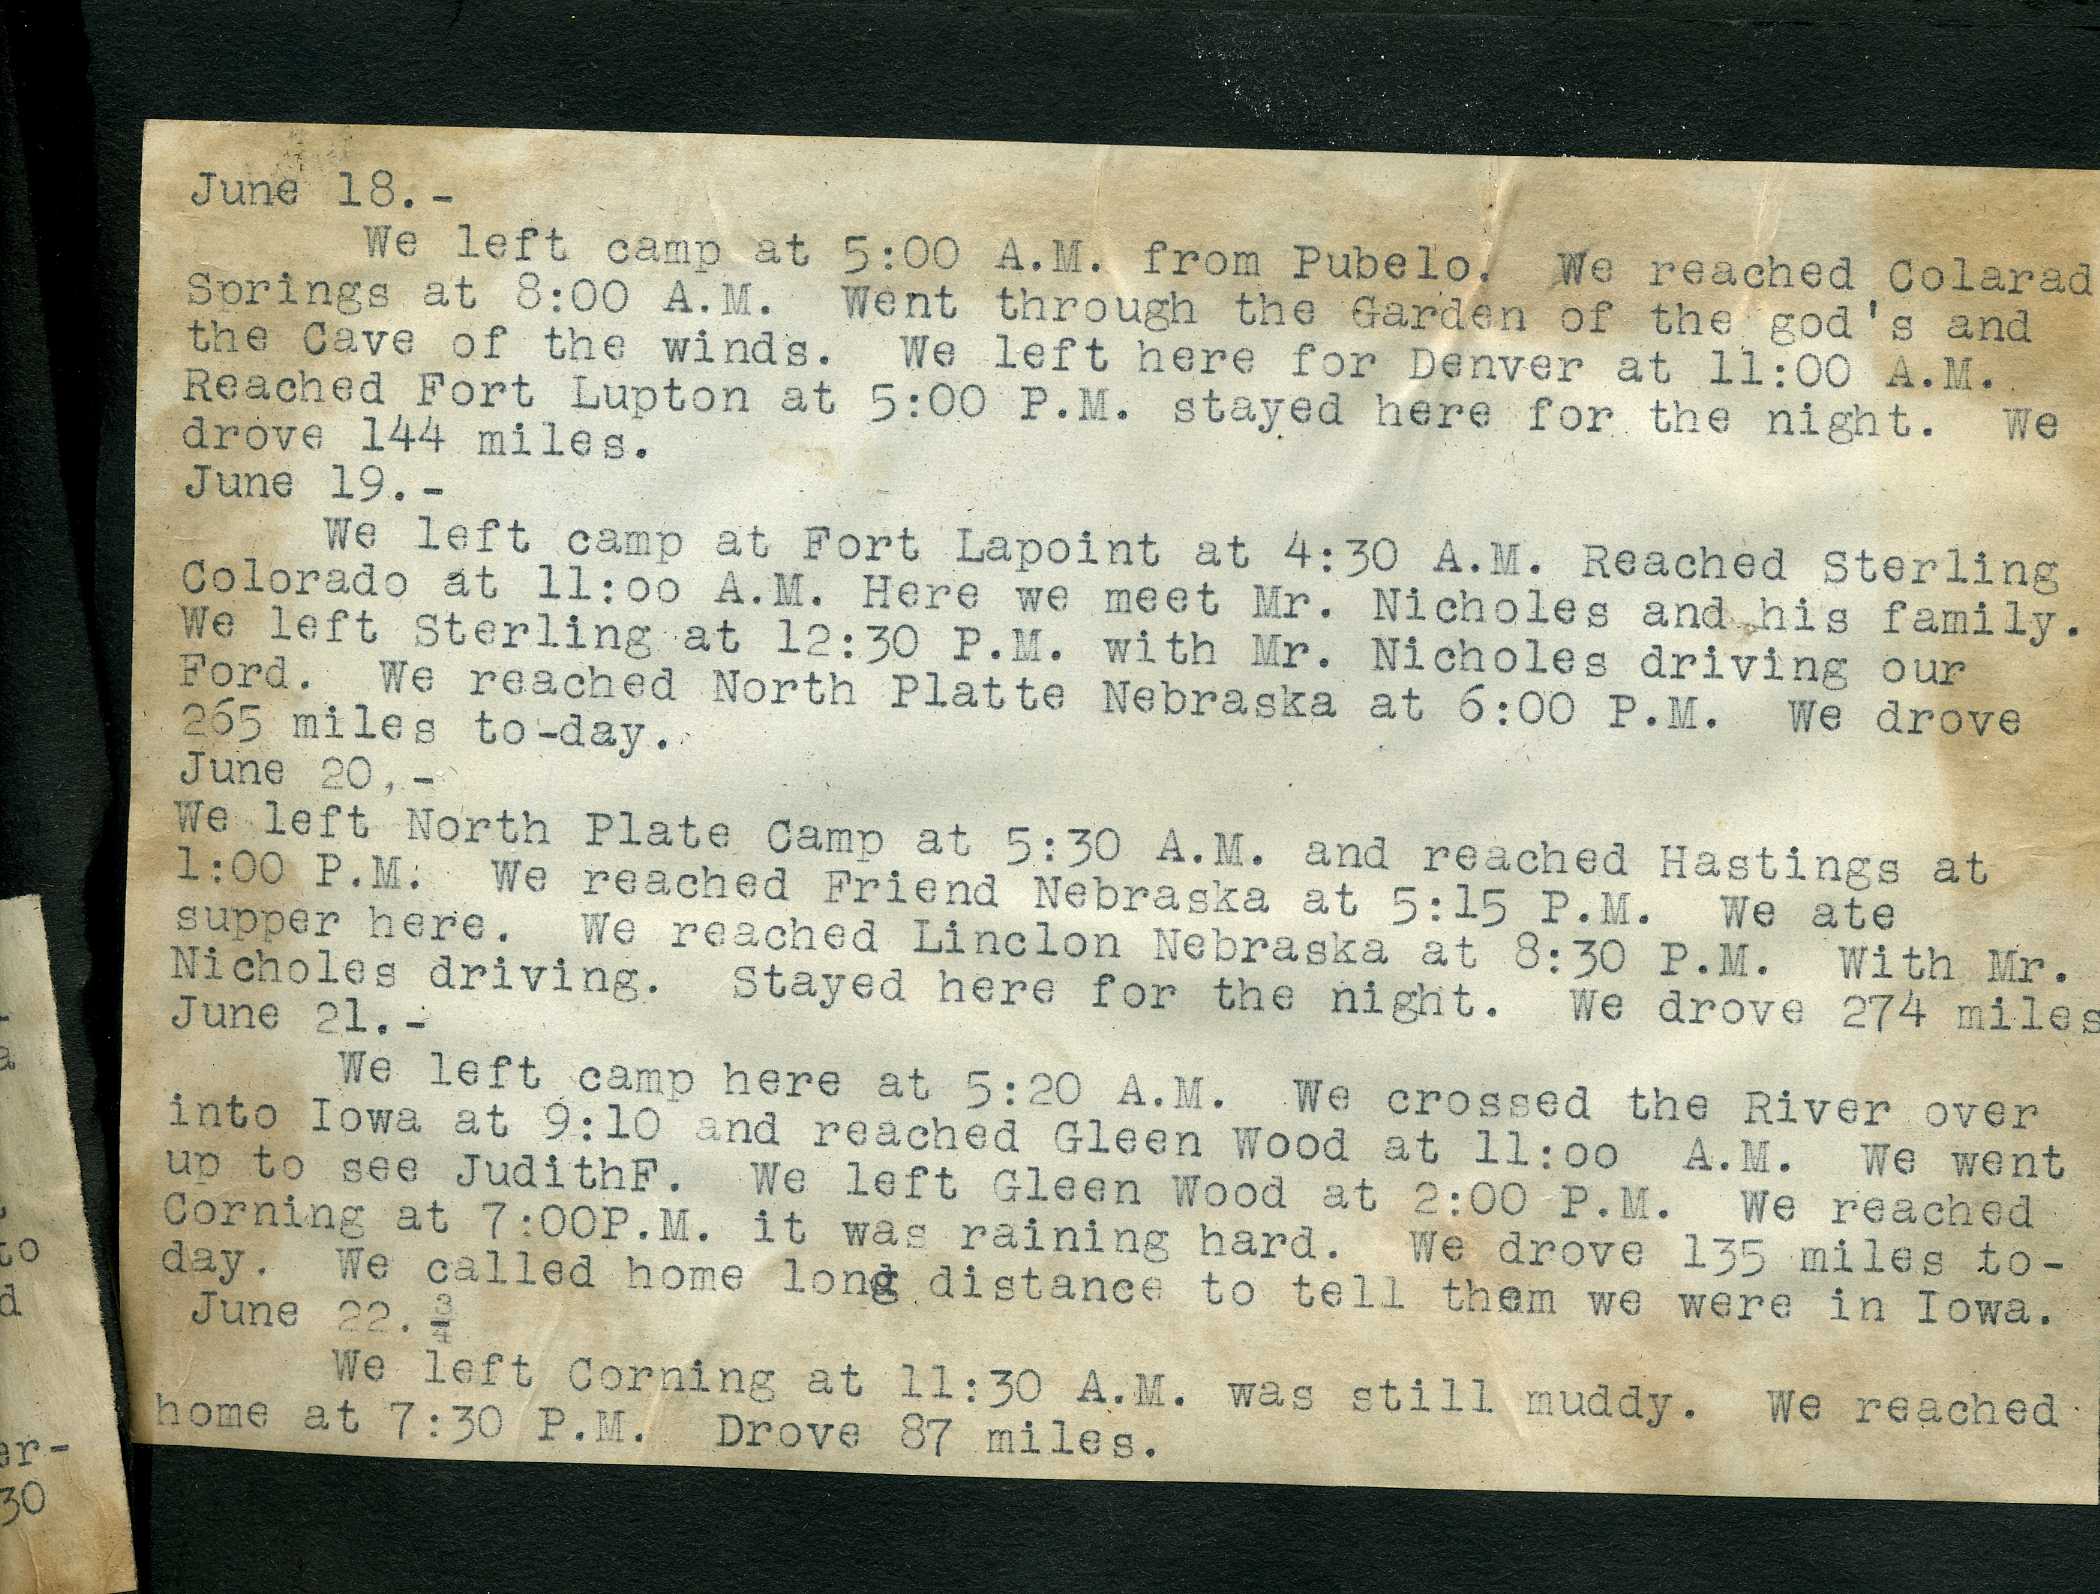 June 18.-
We left camp at 5:00 A.M. from Pubelo.  We reached Colarad
Springs at 8:00 A.M.  Went through the Garden of the god's and
the Cave of the winds.  We left here for Denver at 11:00 A.M.
Reached Fort Lupton at 5:00 P.M. stayed here for the night.  We
drove 144 miles.
June 19.-
We left camp at Fort Lapoint at 4:30 A.M. Reached Sterling
Colorado at 11:oo A.M. Here we meet Mr. Nicholes and his family.
We left Sterling at 12:30 P.M. with Mr. Nicholes driving our
Ford.  We reached North Platte Nebraska at 6:00 P.M.  We drove
265 miles to-day.
June 20,-
We left North Plate Camp at 5:30 A.M. and reached Hastings at
1:00 P.M.  We reached Friend Nebraska at 5:15 P.M.  We ate
supper here.  We reached Linclon Nebraska at 8:30 P.M.  With Mr.
Nicholes driving.  Stayed here for the night.  We drove 274 miles
June 21.-
We left camp here at 5:20 A.M.  We crossed the River over
into Iowa at 9:10 and reached Gleen Wood at 11:oo  A.M.  We went
up to see JudithF.  We left Gleen Wood at 2:00 P.M.  We reached
Corning at 7:00P.M. it was raining hard.  We drove 135 miles to-
day.  We called home long distance to tell them we were in Iowa.
June 22.¾
We left Corning at 11:30 A.M. was still muddy.  We reached
home at 7:30 P.M.  Drove 87 miles.
a
to
d
er-
30